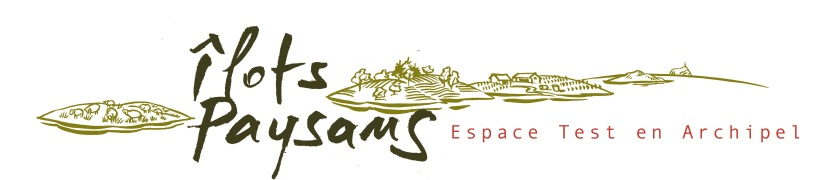 îlots
Paysans
Espace Test en Archipel